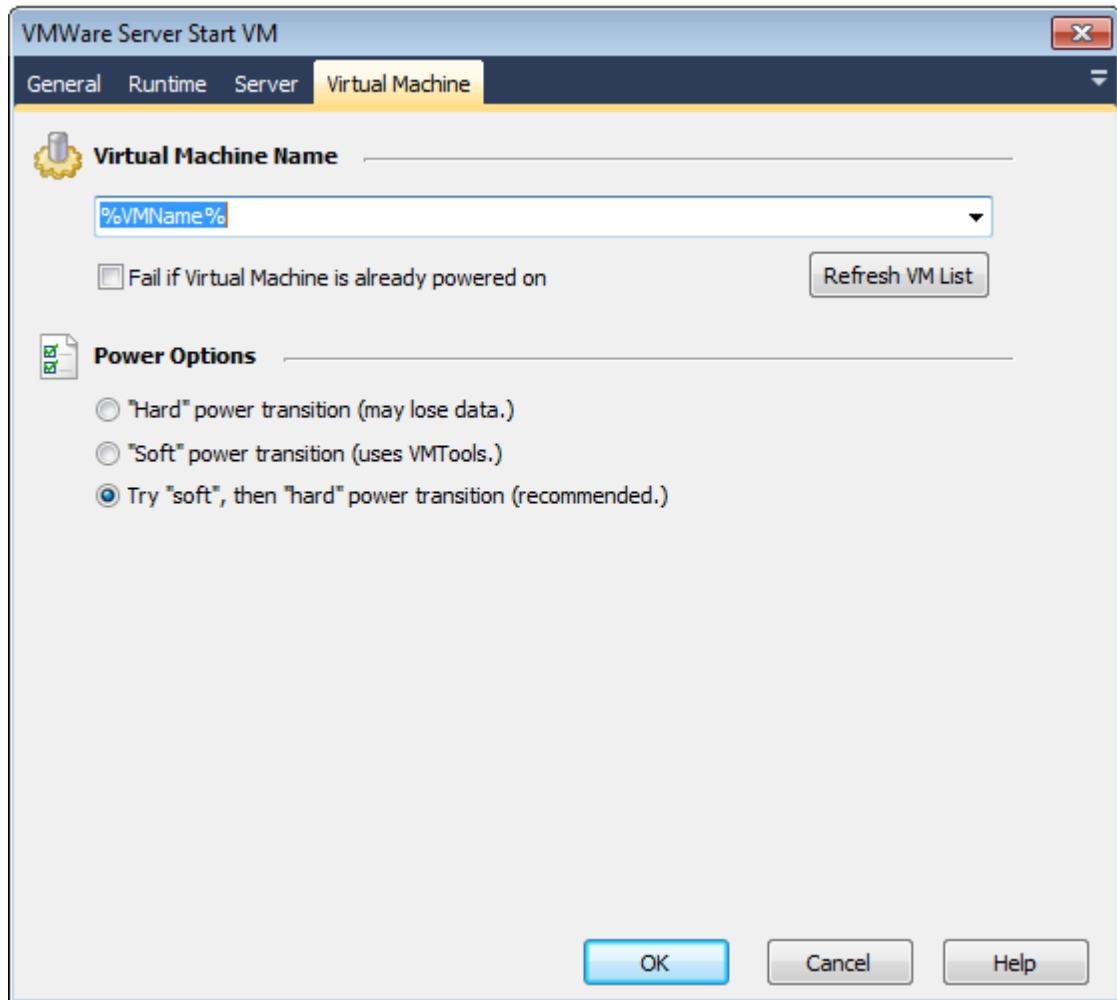 VMWare Server Start VM
General Runtime Server Virtual Machine
Virtual Machine Name
%VMName%
Fail if Virtual Machine is already powered on Refresh VM List
Power Options
"Hard" power transition (may lose data.)
"Soft" power transition (uses VMTools.)
Try "soft", then "hard" power transition (recommended.)
OK Cancel Help